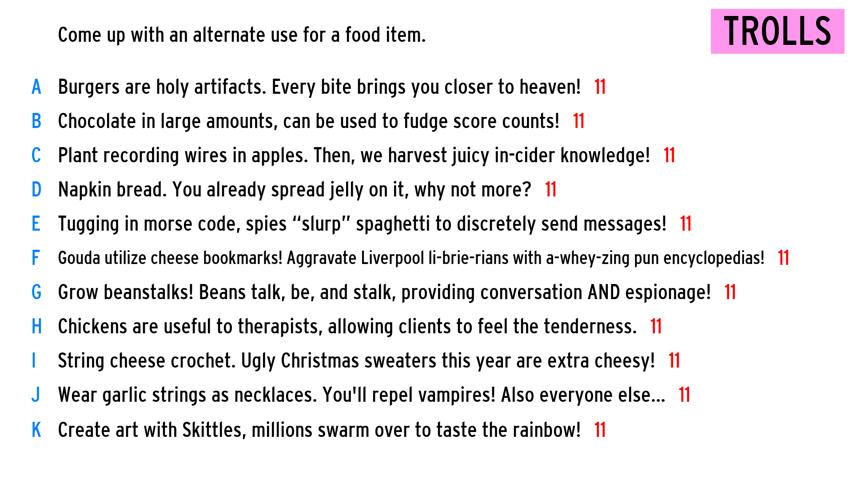 Come up with an alternate use for a food item.
TROLLS
A Burgers are holy artifacts. Every bite brings you closer to heaven! 11
B Chocolate in large amounts, can be used to fudge score counts! 11
C Plant recording wires in apples. Then, we harvest juicy in-cider knowledge! 11
D Napkin bread. You already spread jelly on it, why not more? 11
E Tugging in morse code, spies “slurp” spaghetti to discretely send messages! 11
F Gouda utilize cheese bookmarks! Aggravate Liverpool li-brie-rians with a-whey-zing pun encyclopedias! 11
G Grow beanstalks! Beans talk, be, and stalk, providing conversation AND espionage! 11
H Chickens are useful to therapists, allowing clients to feel the tenderness. 11
I String cheese crochet. Ugly Christmas sweaters this year are extra cheesy! 11
J Wear garlic strings as necklaces. You'll repel vampires! Also everyone else... 11
K Create art with Skittles, millions swarm over to taste the rainbow! 11